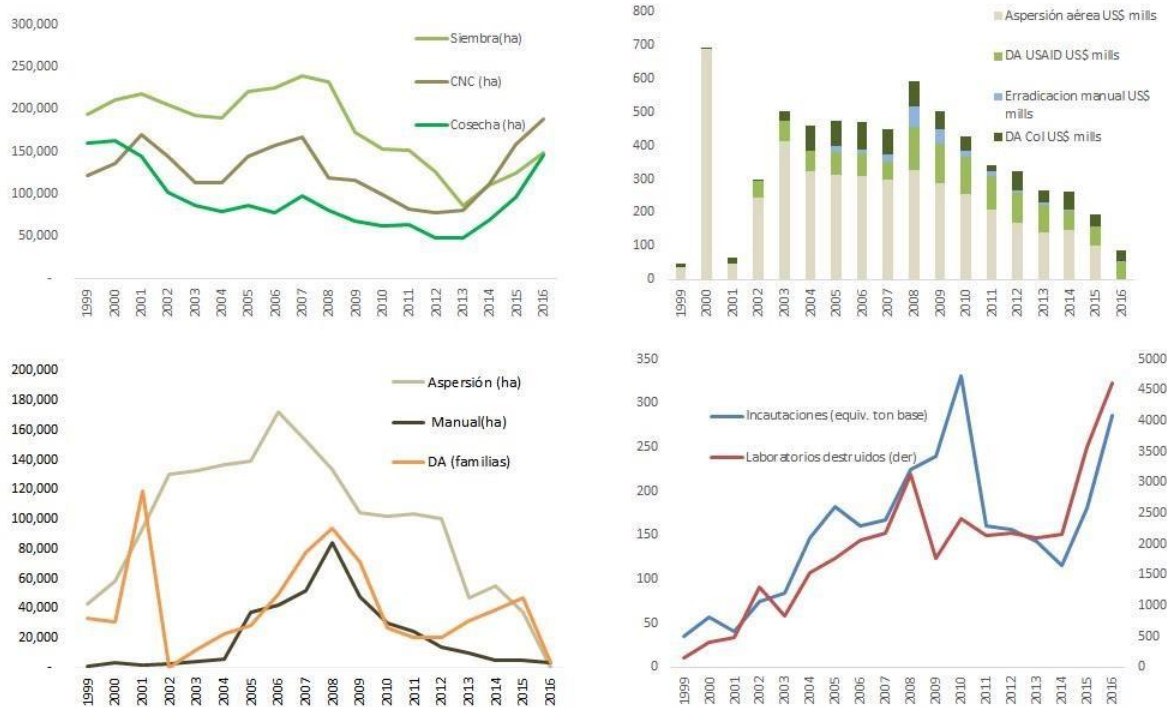 300,000
250,000
200,000
150,000
100,000
50,000
-
Siembra(ha)
CNC (ha)
Cosecha (ha)
1999 2000 2001 2002 2003 2004 2005 2006 2007 2008 2009 2010 2011 2012 2013 2014 2015 2016
Aspersión aérea US$ mills
DA USAID US$ mills
Erradicacion manual US$
mills
DA Col US$ mills
800
700
600
500
400
300
200
100
0
1999 2000 2001 2002 2003 2004 2005 2006 2007 2008 2009 2010 2011 2012 2013 2014 2015 2016
200,000
180,000
160,000
140,000
120,000
100,000
80,000
60,000
40,000
20,000
-
Aspersión (ha)
Manual(ha)
DA (familias)
1999 2000 2001 2002 2003 2004 2005 2006 2007 2008 2009 2010 2011 2012 2013 2014 2015 2016
350
300
250
200
150
100
50
0
Incautaciones (equiv. ton base)
Laboratorios destruidos (der)
5000
4500
4000
3500
3000
2500
2000
1500
1000
500
0
1999 2000 2001 2002 2003 2004 2005 2006 2007 2008 2009 2010 2011 2012 2013 2014 2015 2016